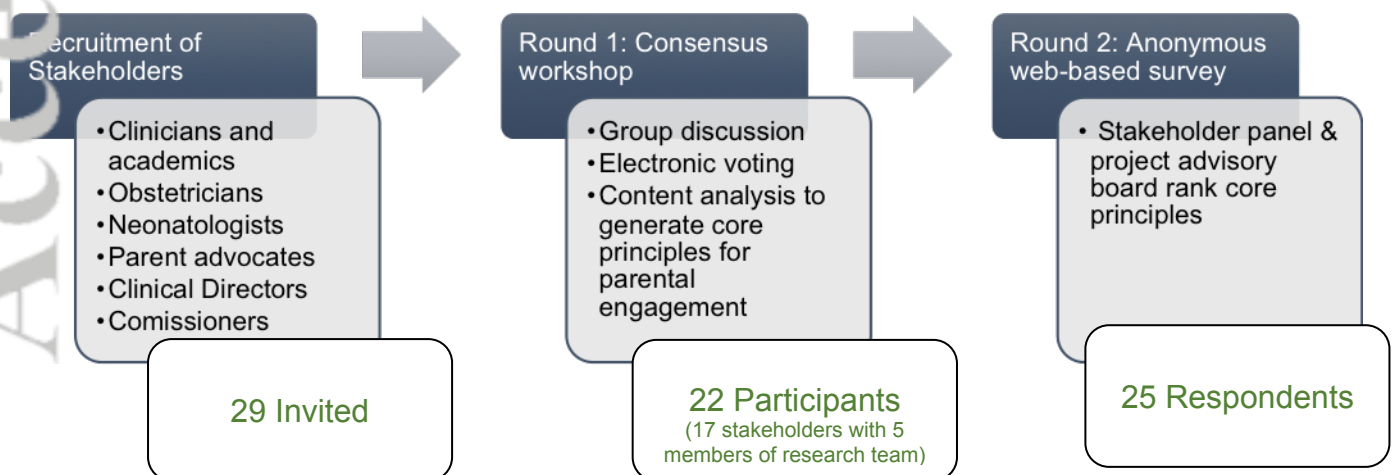 Recruitment of
Stakeholders
• Clinicians and
academics
• Obstetricians
• Neonatologists
• Parent advocates
• Clinical Directors
• Comissioners
29 Invited
Round 1: Consensus
workshop
• Group discussion
• Electronic voting
• Content analysis to
generate core
principles for
parental
engagement
22 Participants
(17 stakeholders with 5
members of research team)
Round 2: Anonymous
web-based survey
• Stakeholder panel &
project advisory
board rank core
principles
25 Respondents